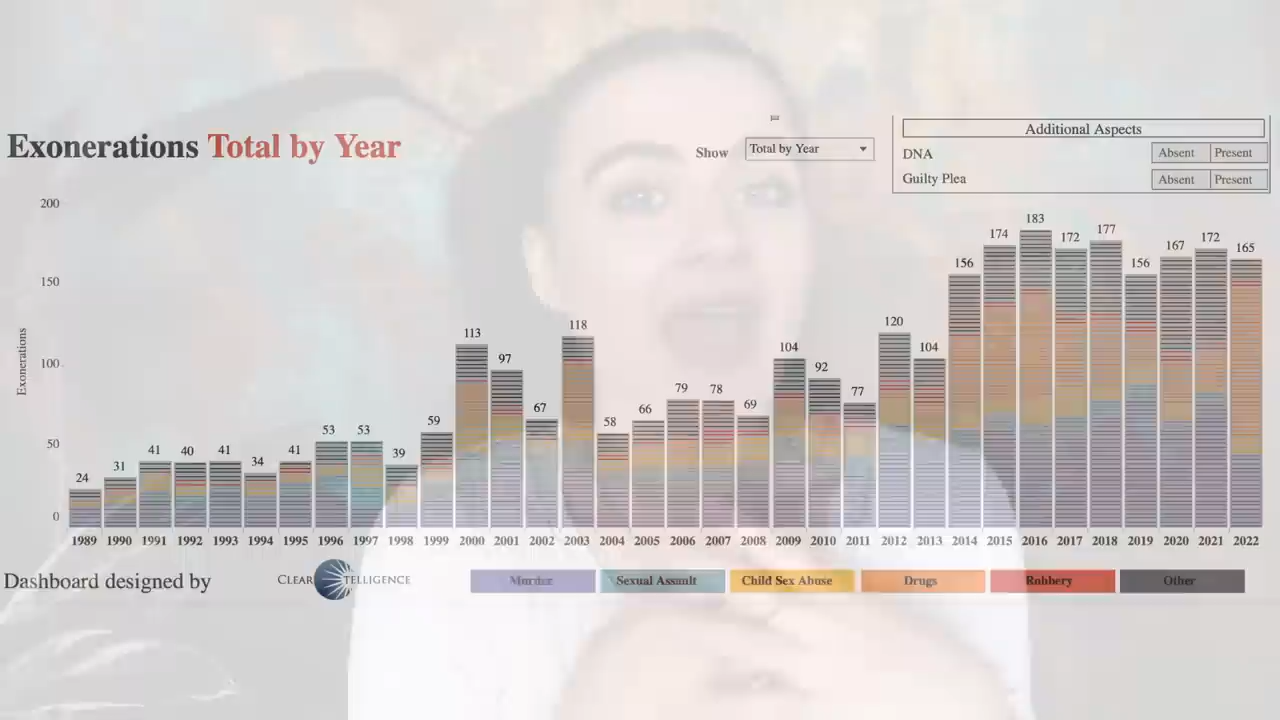 Exonerations Total by Year
Show
Total by Year
Additional Aspects
DNA
Absent
Present
Guilty Plea
Absent
Present
200
150
100
50
0
Exonerations
24
31
41
40
41
34
41
53
53
39
59
113
97
67
118
58
66
79
78
69
104
92
77
120
104
156
174
183
172
177
156
167
172
165
1989 1990 1991 1992 1993 1994 1995 1996 1997 1998 1999 2000 2001 2002 2003 2004 2005 2006 2007 2008 2009 2010 2011 2012 2013 2014 2015 2016 2017 2018 2019 2020 2021 2022
Dashboard designed by
CLEARTELLIGENCE
Murder
Sexual Assault
Child Sex Abuse
Drugs
Robbery
Other